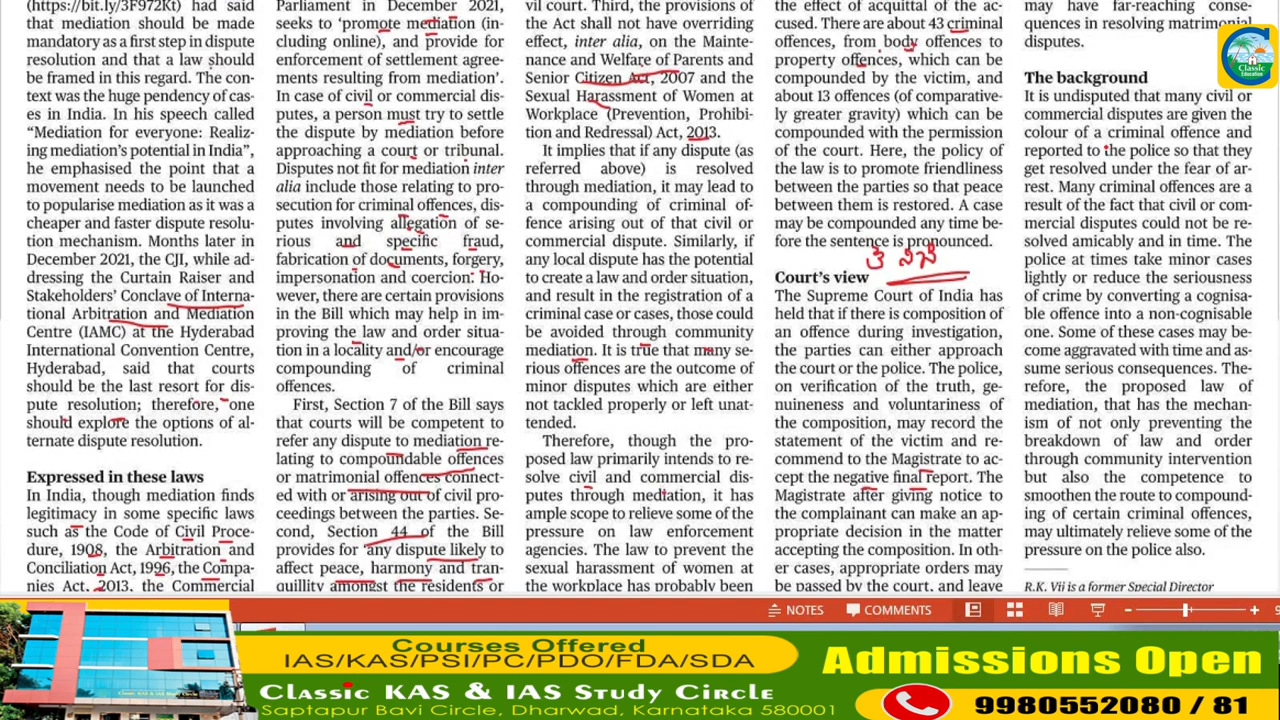 (https://bit.ly/3F972Kt) had said
that mediation should be made
mandatory as a first step in dispute
resolution and that a law should
be framed in this regard. The con-
text was the huge pendency of cas-
es in India. In his speech called
“Mediation for everyone: Realiz-
ing mediation’s potential in India”,
he emphasised the point that a
movement needs to be launched
to popularise mediation as it was a
cheaper and faster dispute resolu-
tion mechanism. Months later in
December 2021, the CJI, while ad-
dressing the Curtain Raiser and
Stakeholders’ Conclave of Interna-
tional Arbitration and Mediation
Centre (IAMC) at the Hyderabad
International Convention Centre,
Hyderabad, said that courts
should be the last resort for dis-
pute resolution; therefore, one
should explore the options of al-
ternate dispute resolution.
Expressed in these laws
In India, though mediation finds
legitimacy in some specific laws
such as the Code of Civil Proce-
dure, 1908, the Arbitration and
Conciliation Act, 1996, the Compa-
nies Act, 2013, the Commercial
Parliament in December 2021,
seeks to ‘promote mediation (in-
cluding online), and provide for
enforcement of settlement agree-
ments resulting from mediation’.
In case of civil or commercial dis-
putes, a person must try to settle
the dispute by mediation before
approaching a court or tribunal.
Disputes not fit for mediation inter
alia include those relating to pro-
secution for criminal offences, dis-
putes involving allegation of se-
rious and specific fraud,
fabrication of documents, forgery,
impersonation and coercion. Ho-
wever, there are certain provisions
in the Bill which may help in im-
proving the law and order situa-
tion in a locality and/or encourage
compounding of criminal
offences.
First, Section 7 of the Bill says
that courts will be competent to
refer any dispute to mediation re-
lating to compoundable offences
or matrimonial offences connect-
ed with or arising out of civil pro-
ceedings between the parties. Se-
cond, Section 44 of the Bill
provides for ‘any dispute likely to
affect peace, harmony and tran-
quillity amongst the residents or
vil court. Third, the provisions of
the Act shall not have overriding
effect, inter alia, on the Mainte-
nance and Welfare of Parents and
Senior Citizen Act, 2007 and the
Sexual Harassment of Women at
Workplace (Prevention, Prohibi-
tion and Redressal) Act, 2013.
It implies that if any dispute (as
referred above) is resolved
through mediation, it may lead to
a compounding of criminal of-
fence arising out of that civil or
commercial dispute. Similarly, if
any local dispute has the potential
to create a law and order situation,
and result in the registration of a
criminal case or cases, those could
be avoided through community
mediation. It is true that many se-
rious offences are the outcome of
minor disputes which are either
not tackled properly or left unat-
tended.
Therefore, though the pro-
posed law primarily intends to re-
solve civil and commercial dis-
putes through mediation, it has
ample scope to relieve some of the
pressure on law enforcement
agencies. The law to prevent the
sexual harassment of women at
the workplace has probably been
the effect of acquittal of the ac-
cused. There are about 43 criminal
offences, from body offences to
property offences, which can be
compounded by the victim, and
about 13 offences (of comparative-
ly greater gravity) which can be
compounded with the permission
of the court. Here, the policy of
the law is to promote friendliness
between the parties so that peace
between them is restored. A case
may be compounded any time be-
fore the sentence is pronounced.
Court’s view
The Supreme Court of India has
held that if there is composition of
an offence during investigation,
the parties can either approach
the court or the police. The police,
on verification of the truth, ge-
nuineness and voluntariness of
the composition, may record the
statement of the victim and re-
commend to the Magistrate to ac-
cept the negative final report. The
Magistrate after giving notice to
the complainant can make an ap-
propriate decision in the matter
accepting the composition. In oth-
er cases, appropriate orders may
be passed by the court, and leave
may have far-reaching conse-
quences in resolving matrimonial
disputes.
The background
It is undisputed that many civil or
commercial disputes are given the
colour of a criminal offence and
reported to the police so that they
get resolved under the fear of ar-
rest. Many criminal offences are a
result of the fact that civil or com-
mercial disputes could not be re-
solved amicably and in time. The
police at times take minor cases
lightly or reduce the seriousness
of crime by converting a cognisa-
ble offence into a non-cognisable
one. Some of these cases may be-
come aggravated with time and as-
sume serious consequences. The-
refore, the proposed law of
mediation, that has the mechan-
ism of not only preventing the
breakdown of law and order
through community intervention
but also the competence to
smoothen the route to compound-
ing of certain criminal offences,
may ultimately relieve some of the
pressure on the police also.
R.K. Vij is a former Special Director
Classic
Education
NOTES
COMMENTS
Courses Offered
IAS/KAS/PSI/PC/PDO/FDA/SDA
Classic KAS & IAS Study Circle
Saptapur Bavi Circle, Dharwad, Karnataka 580001
Admissions Open
9980552080 / 81